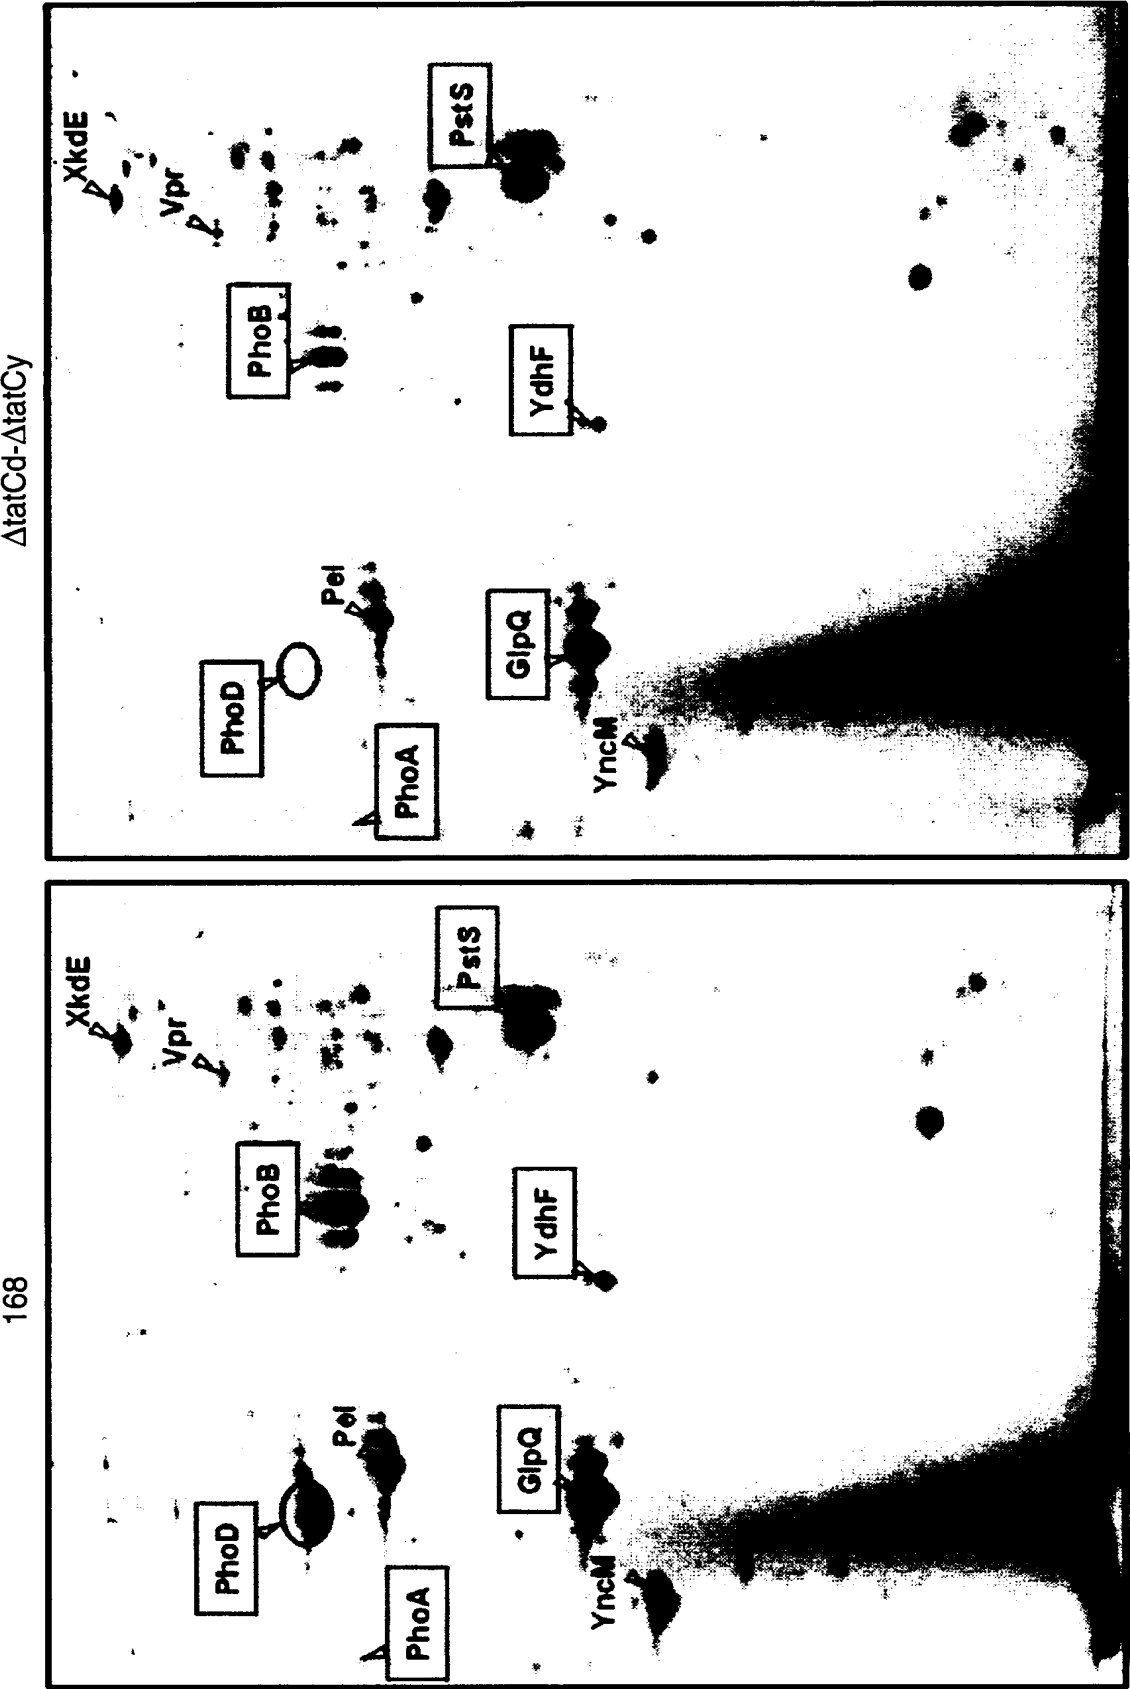 168
ΔtatCd-ΔtatCy
XkdE
Vpr
PstS
PhoB
YdhF
Pel
PhoD
GlpQ
YncM
PhoA
XkdE
Vpr
PstS
PhoB
YdhF
Pel
PhoD
GlpQ
YncM
PhoA